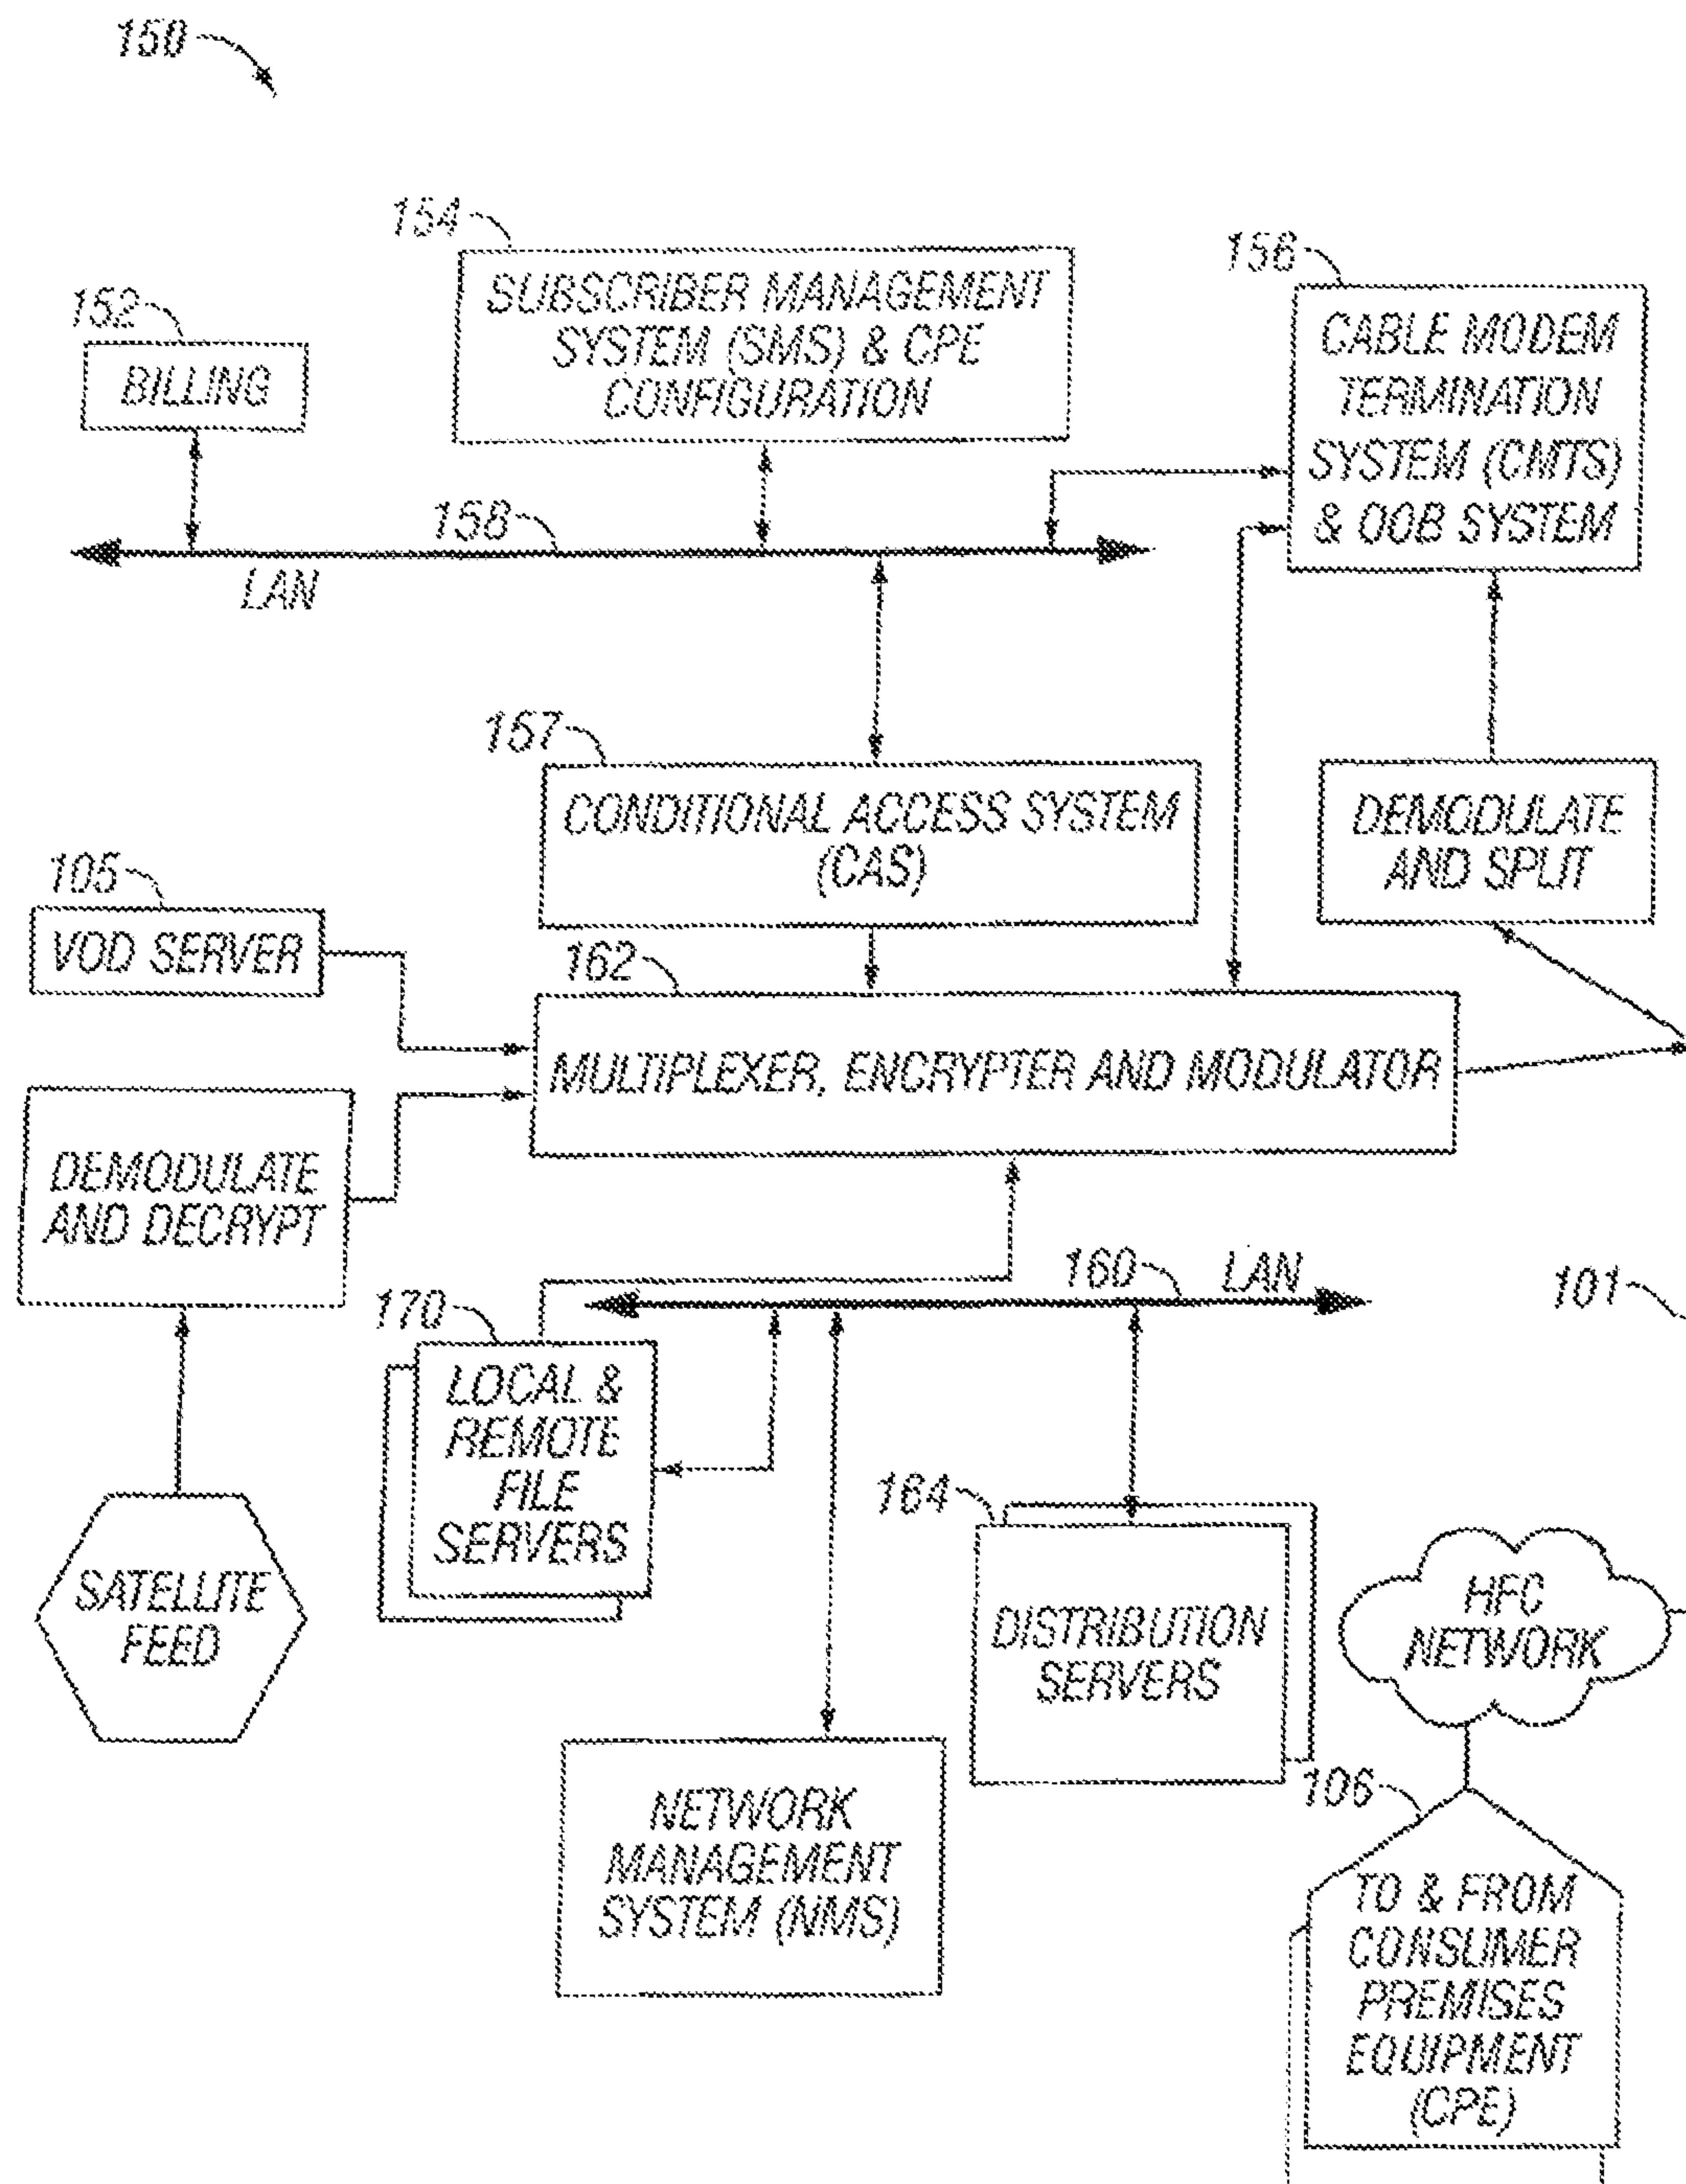 150
154
SUBSCRIBER MANAGEMENT
SYSTEM (SMS) & CPE
CONFIGURATION
156
CABLE MODEM
TERMINATION
SYSTEM (CMTS)
& OOB SYSTEM
152
BILLING
158
LAN
157
CONDITIONAL ACCESS SYSTEM
(CAS)
DEMODULATE
AND SPLIT
105
VOD SERVER
162
MULTIPLEXER, ENCRYPTER AND MODULATOR
DEMODULATE
AND DECRYPT
160
LAN
101
170
LOCAL &
REMOTE
FILE
SERVERS
SATELLITE
FEED
164
DISTRIBUTION
SERVERS
HFC
NETWORK
NETWORK
MANAGEMENT
SYSTEM (NMS)
106
TO & FROM
CONSUMER
PREMISES
EQUIPMENT
(CPE)